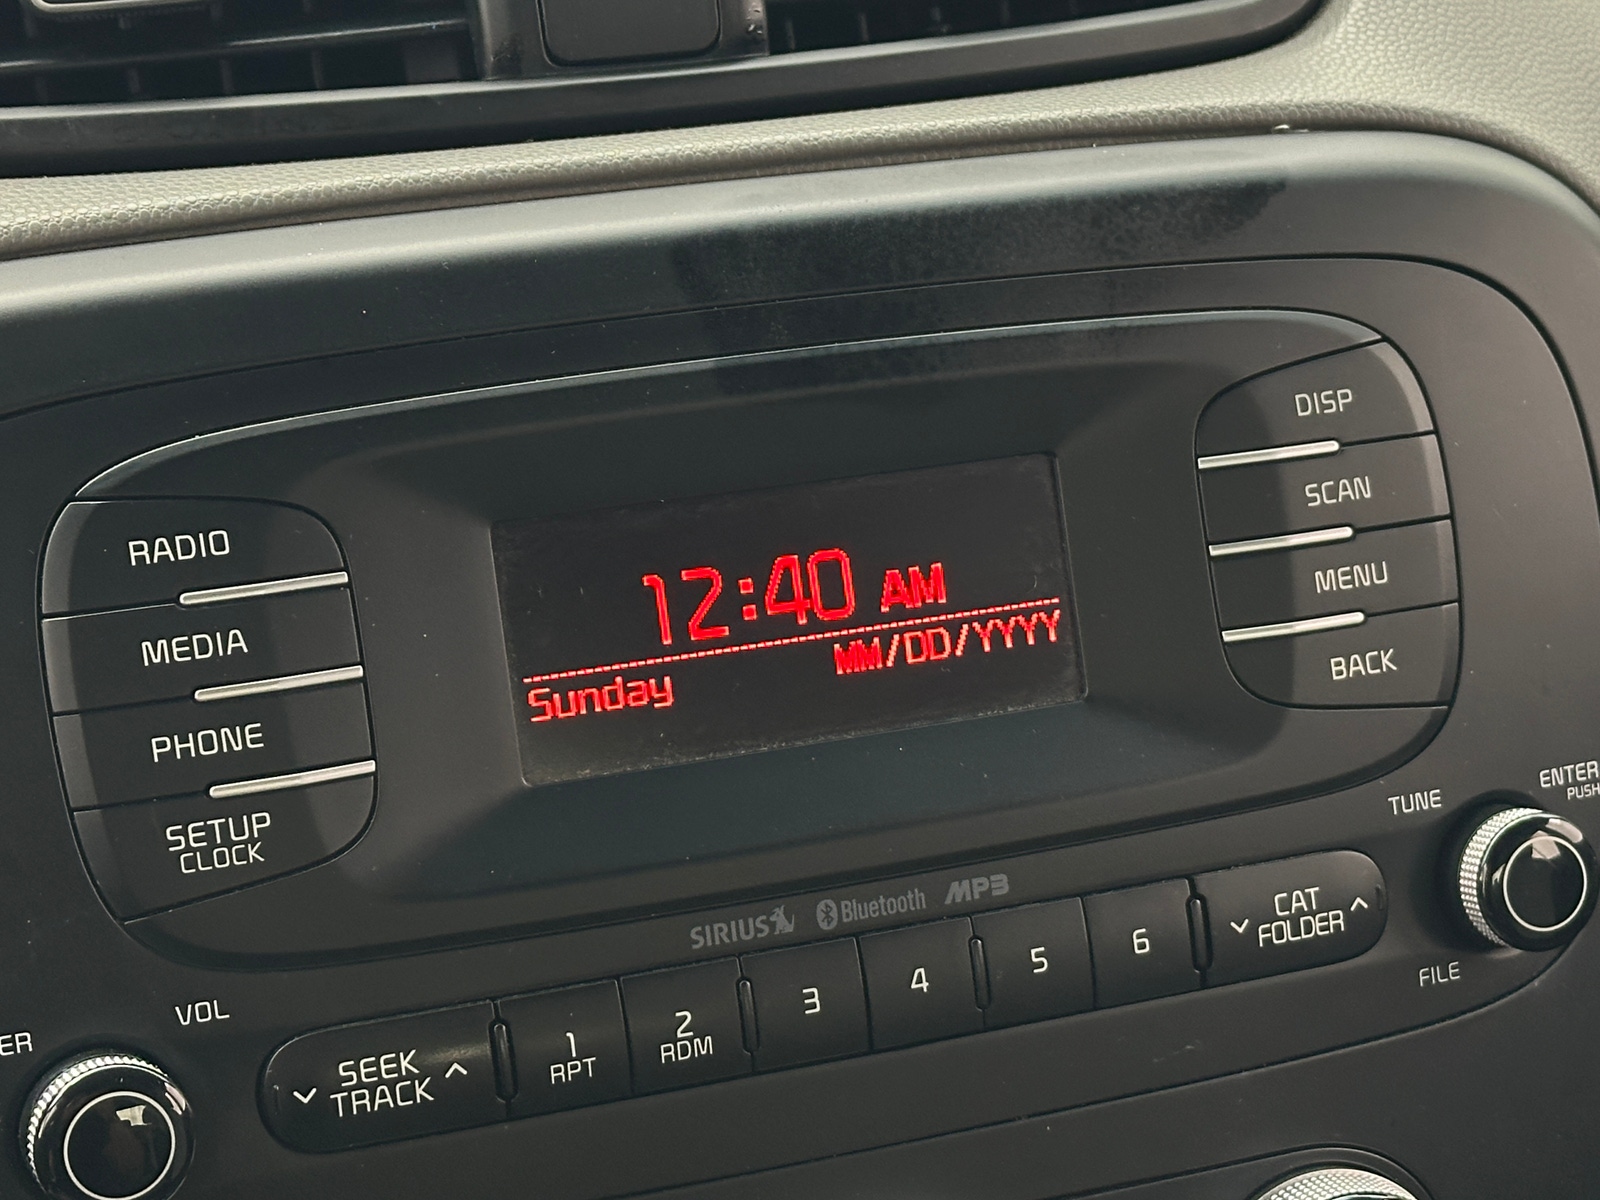 DISP
SCAN
MENU
BACK
RADIO
MEDIA
PHONE
SETUP
CLOCK
12:40 AM
MM/DD/YYYY
Sunday
TUNE
ENTER
PUSH
FILE
SIRIUS Bluetooth MP3
VOL
ER
SEEK
TRACK
1
RPT
2
RDM
3
4
5
6
CAT
FOLDER